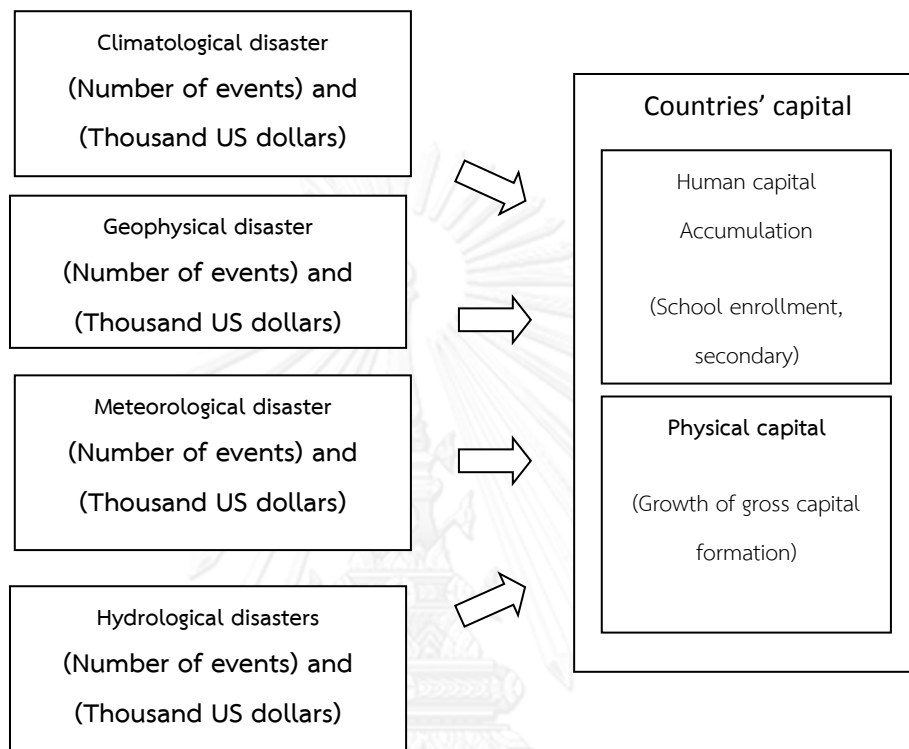 Climatological disaster
(Number of events) and
(Thousand US dollars)
Geophysical disaster
(Number of events) and
(Thousand US dollars)
Meteorological disaster
(Number of events) and
(Thousand US dollars)
Hydrological disasters
(Number of events) and
(Thousand US dollars)
Countries’ capital
Human capital
Accumulation
(School enrollment,
secondary)
Physical capital
(Growth of gross capital
formation)